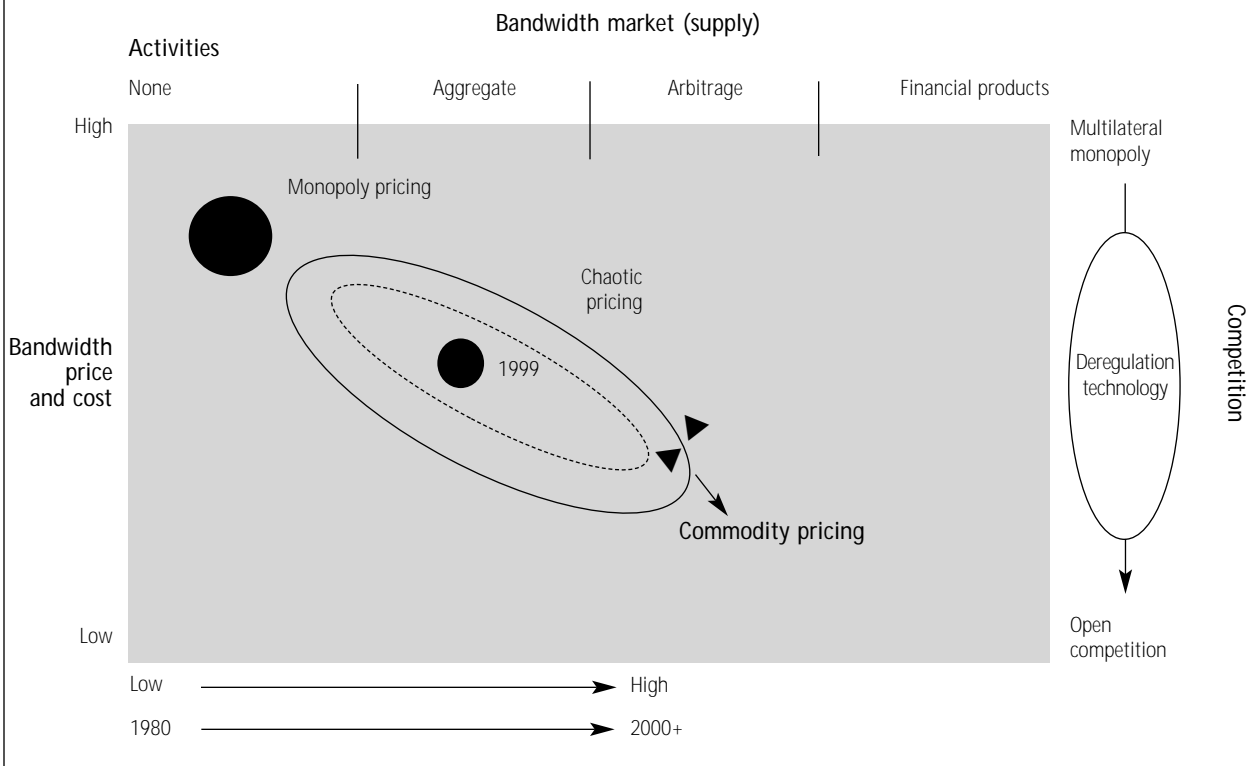 Bandwidth market (supply)
Activities
None
Aggregate
Arbitrage
Financial products
High
Multilateral
monopoly
Monopoly pricing
Chaotic
pricing
Bandwidth
price
and cost
1999
Deregulation
technology
Competition
Commodity pricing
Low
Open
competition
Low
High
1980
2000+